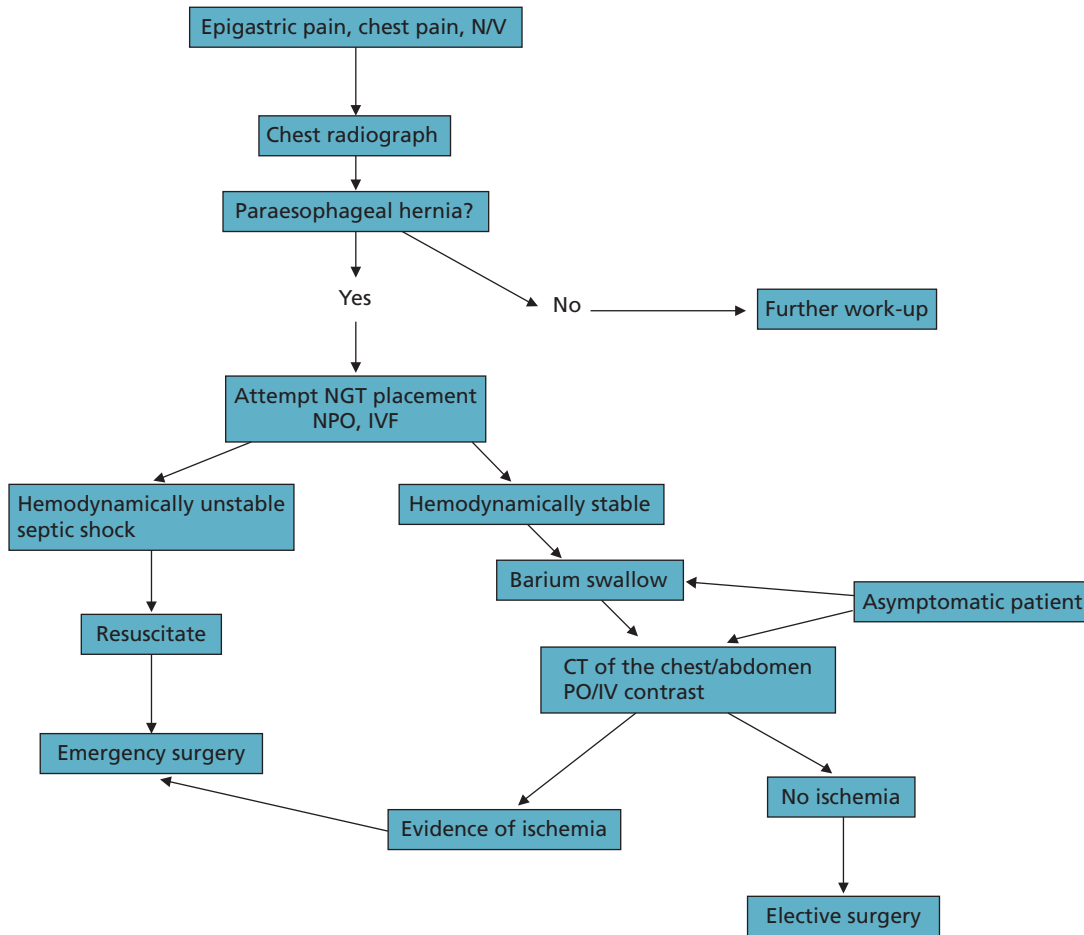 Epigastric pain, chest pain, N/V
Chest radiograph
Paraesophageal hernia?
Yes
No
Further work-up
Attempt NGT placement
NPO, IVF
Hemodynamically unstable
septic shock
Hemodynamically stable
Barium swallow
Asymptomatic patient
Resuscitate
CT of the chest/abdomen
PO/IV contrast
Emergency surgery
No ischemia
Evidence of ischemia
Elective surgery